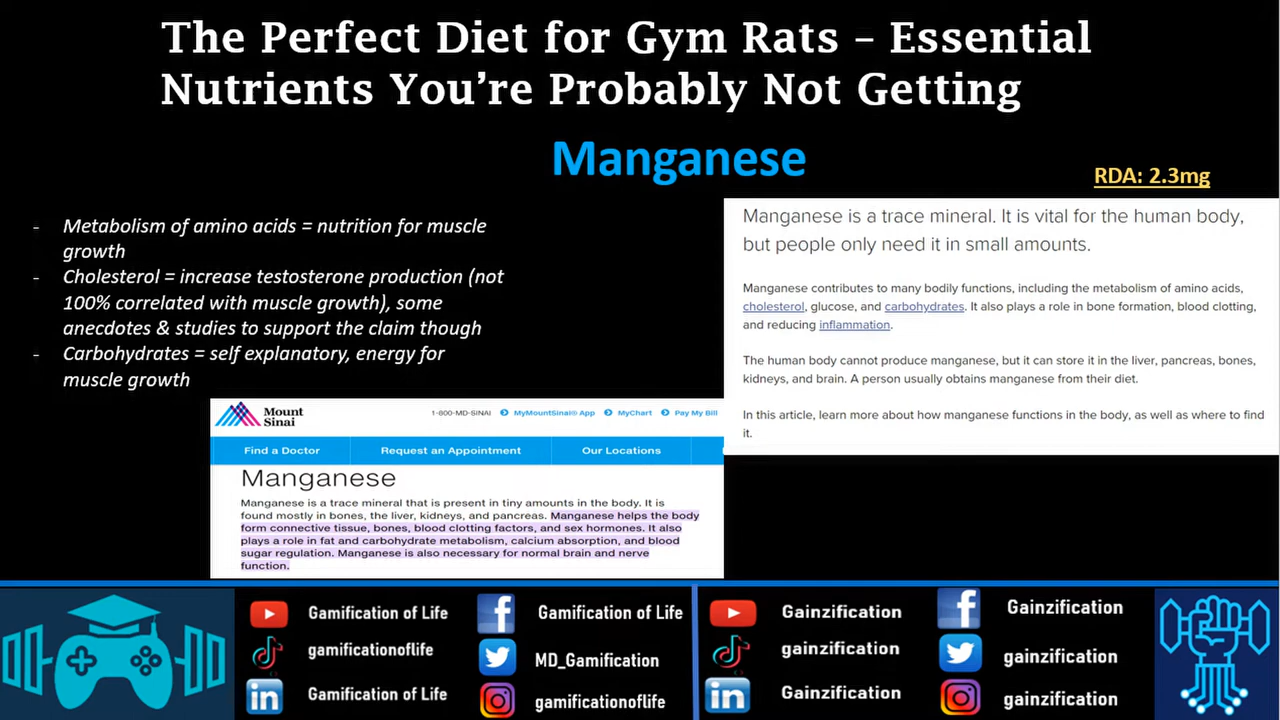 The Perfect Diet for Gym Rats – Essential
Nutrients You're Probably Not Getting
Manganese
RDA: 2.3mg
- Metabolism of amino acids = nutrition for muscle
growth
- Cholesterol = increase testosterone production (not
100% correlated with muscle growth), some
anecdotes & studies to support the claim though
- Carbohydrates = self explanatory, energy for
muscle growth
Manganese is a trace mineral. It is vital for the human body,
but people only need it in small amounts.
Manganese contributes to many bodily functions, including the metabolism of amino acids,
cholesterol, glucose, and carbohydrates. It also plays a role in bone formation, blood clotting,
and reducing inflammation.
The human body cannot produce manganese, but it can store it in the liver, pancreas, bones,
kidneys, and brain. A person usually obtains manganese from their diet.
In this article, learn more about how manganese functions in the body, as well as where to find
it.
Mount
Sinai
1-800-MD-SINAI MyMountSinai® App MyChart Pay My Bill
Find a Doctor Request an Appointment Our Locations
Manganese
Manganese is a trace mineral that is present in tiny amounts in the body. It is
found mostly in bones, the liver, kidneys, and pancreas. Manganese helps the body
form connective tissue, bones, blood clotting factors, and sex hormones. It also
plays a role in fat and carbohydrate metabolism, calcium absorption, and blood
sugar regulation. Manganese is also necessary for normal brain and nerve
function.
Gamification of Life
gamificationoflife
Gamification of Life
Gamification of Life
MD_Gamification
gamificationoflife
Gainzification
gainzification
Gainzification
Gainzification
gainzification
gainzification